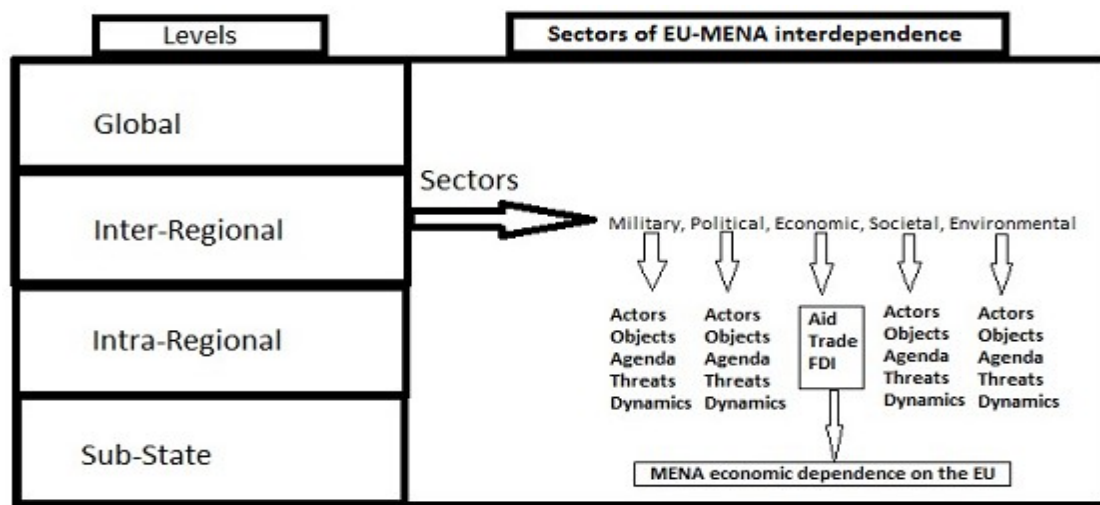 Levels
Sectors of EU-MENA interdependence
Global
Inter-Regional
Intra-Regional
Sub-State
Sectors
Military, Political, Economic, Societal, Environmental
Actors
Objects
Agenda
Threats
Dynamics
Actors
Objects
Agenda
Threats
Dynamics
Aid
Trade
FDI
Actors
Objects
Agenda
Threats
Dynamics
Actors
Objects
Agenda
Threats
Dynamics
MENA economic dependence on the EU